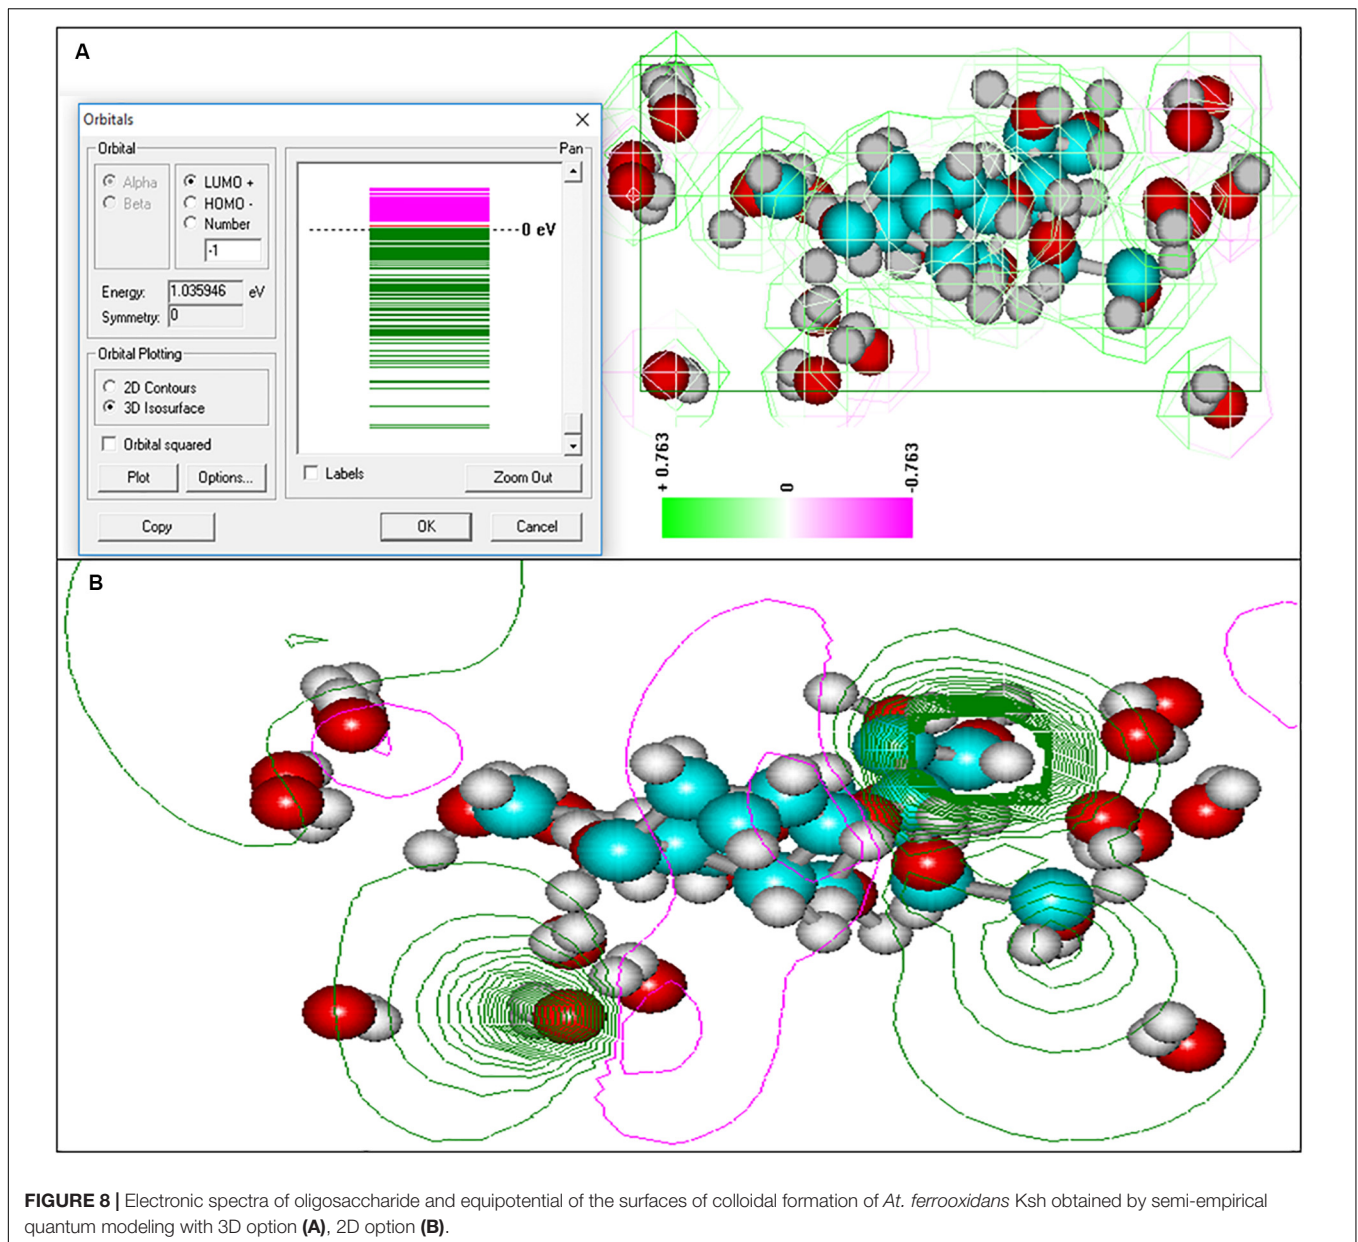 A
Orbitals
Orbital
Pan
Alpha
Beta
LUMO +
HOMO -
Number
-1
Energy: 1.035946 eV
Symmetry: 0
0 eV
Orbital Plotting
2D Contours
3D Isosurface
Orbital squared
Plot
Options...
Labels
Zoom Out
Copy
OK
Cancel
+ 0.763
0
-0.763
B
FIGURE 8 | Electronic spectra of oligosaccharide and equipotential of the surfaces of colloidal formation of At. ferrooxidans Ksh obtained by semi-empirical
quantum modeling with 3D option (A), 2D option (B).